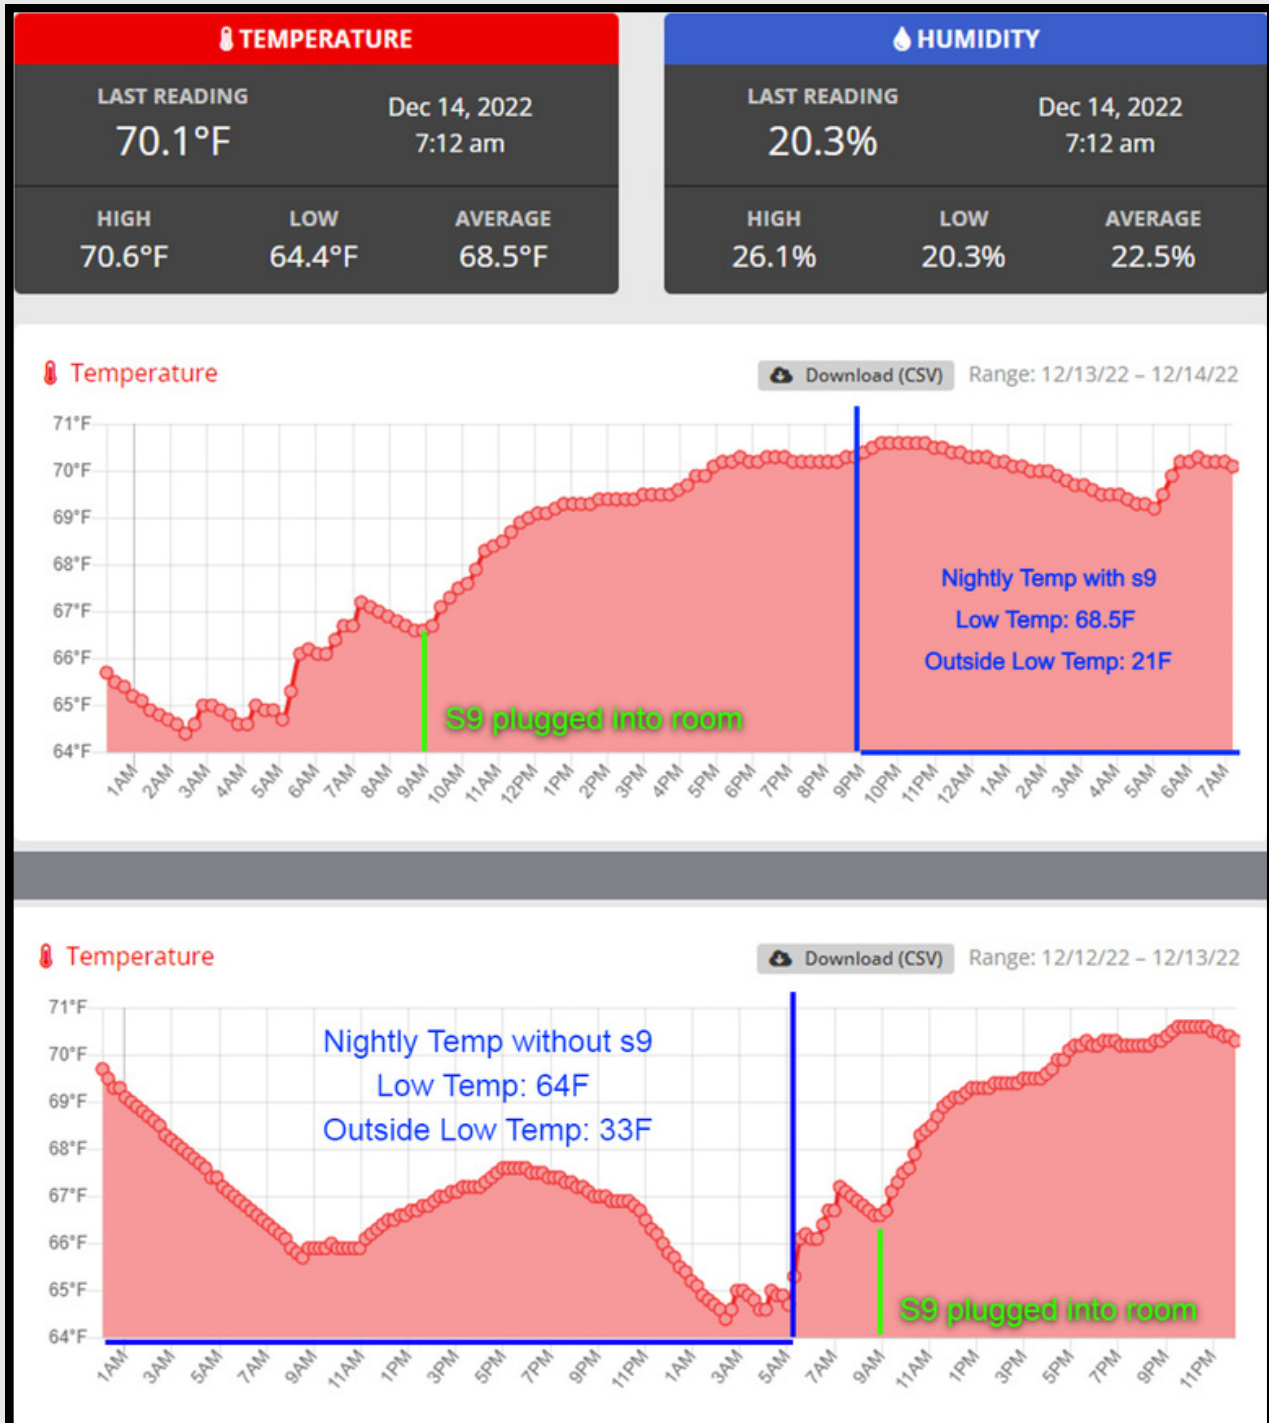 TEMPERATURE
LAST READING
70.1°F
Dec 14, 2022
7:12 am
HIGH
70.6°F
LOW
64.4°F
AVERAGE
68.5°F
HUMIDITY
LAST READING
20.3%
Dec 14, 2022
7:12 am
HIGH
26.1%
LOW
20.3%
AVERAGE
22.5%
Temperature
Download (CSV)
Range: 12/13/22 – 12/14/22
71°F
70°F
69°F
68°F
67°F
66°F
65°F
64°F
Nightly Temp with s9
Low Temp: 68.5F
Outside Low Temp: 21F
S9 plugged into room
1AM 2AM 3AM 4AM 5AM 6AM 7AM 8AM 9AM 10AM 11AM 12PM 1PM 2PM 3PM 4PM 5PM 6PM 7PM 8PM 9PM 10PM 11PM 12AM 1AM 2AM 3AM 4AM 5AM 6AM 7AM
Temperature
Download (CSV)
Range: 12/12/22 – 12/13/22
71°F
70°F
69°F
68°F
67°F
66°F
65°F
64°F
Nightly Temp without s9
Low Temp: 64F
Outside Low Temp: 33F
S9 plugged into room
1AM 3AM 5AM 7AM 9AM 11AM 1PM 3PM 5PM 7PM 9PM 11PM 1AM 3AM 5AM 7AM 9AM 11AM 1PM 3PM 5PM 7PM 9PM 11PM